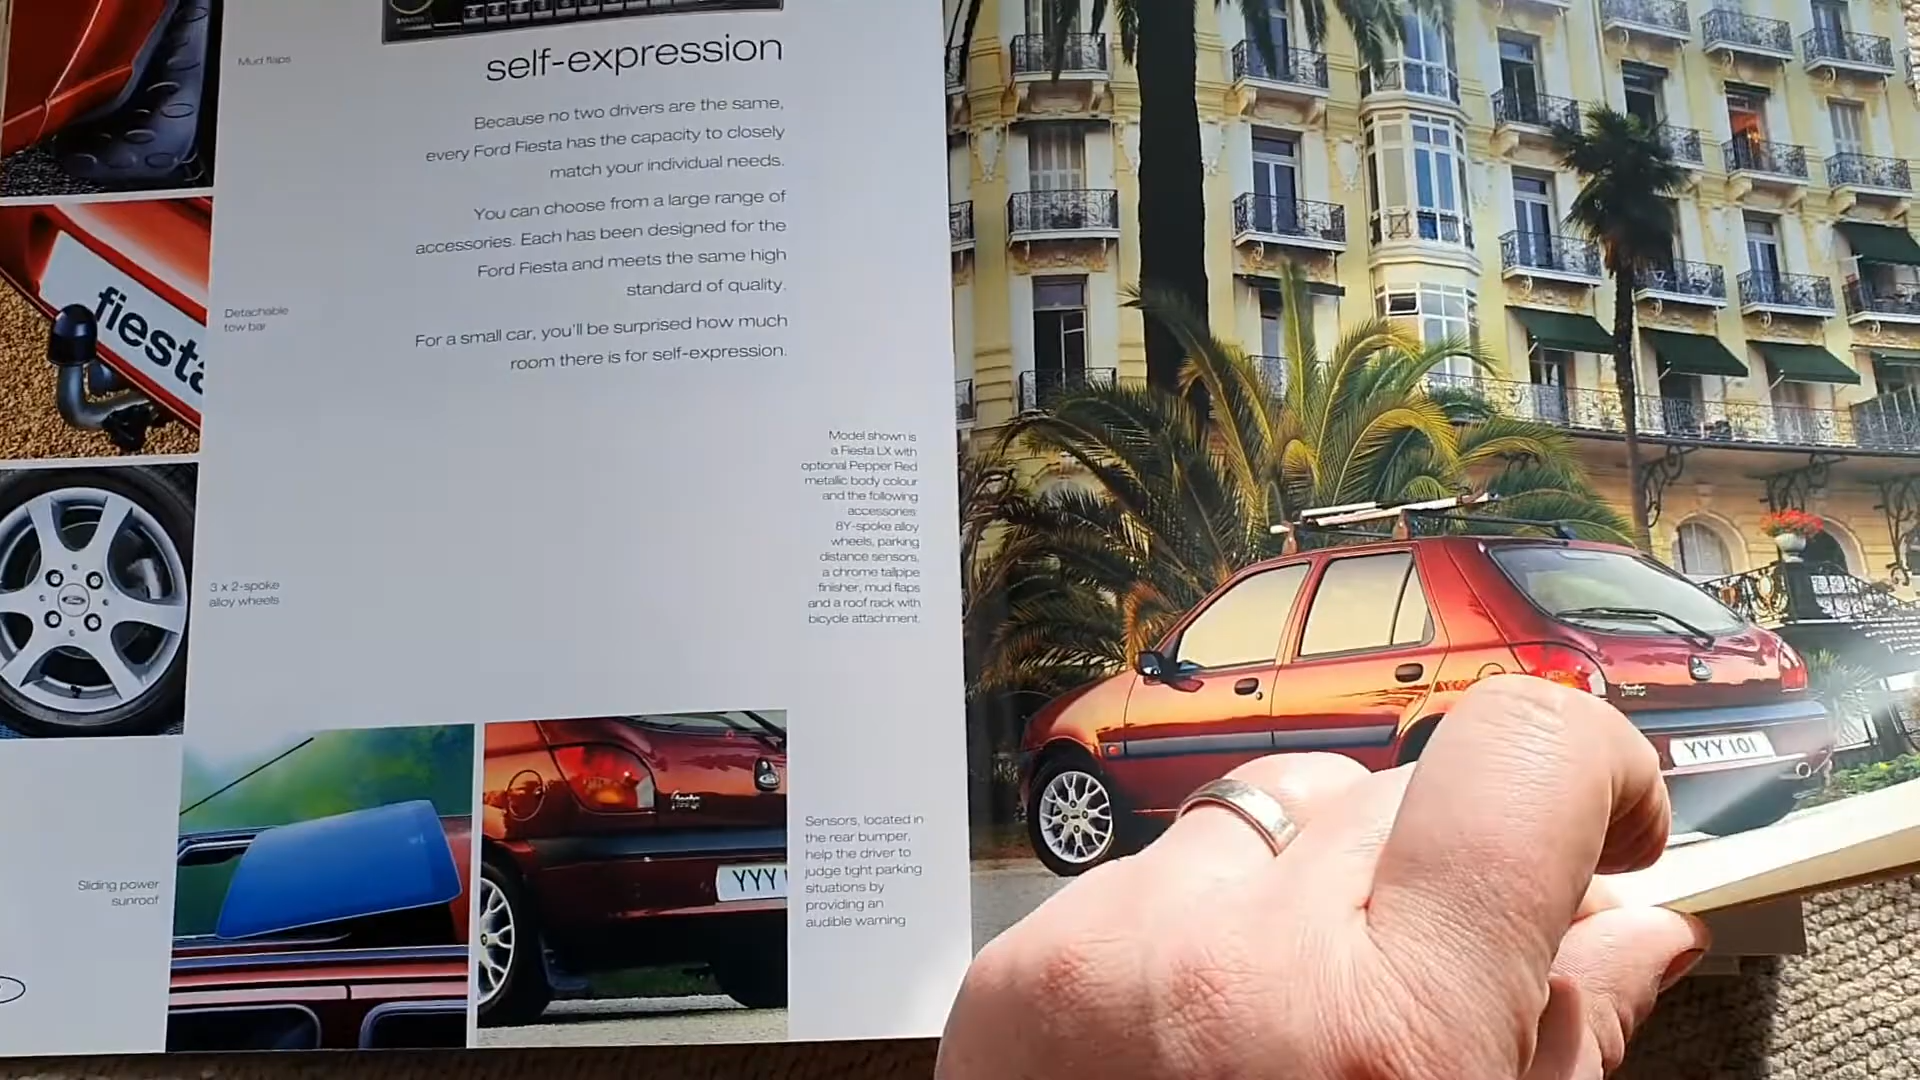 Mud flaps
self-expression
Because no two drivers are the same,
every Ford Fiesta has the capacity to closely
match your individual needs.
You can choose from a large range of
accessories. Each has been designed for the
Ford Fiesta and meets the same high
standard of quality.
For a small car, you'll be surprised how much
room there is for self-expression.
Detachable
tow bar
fiesta
Model shown is
a Fiesta LX with
optional Pepper Red
metallic body colour
and the following
accessories:
8Y-spoke alloy
wheels, parking
distance sensors,
a chrome tailpipe
finisher, mud flaps
and a roof rack with
bicycle attachment.
3 x 2-spoke
alloy wheels
Ford
Sliding power
sunroof
YYY
Sensors, located in
the rear bumper,
help the driver to
judge tight parking
situations by
providing an
audible warning
YYY 101